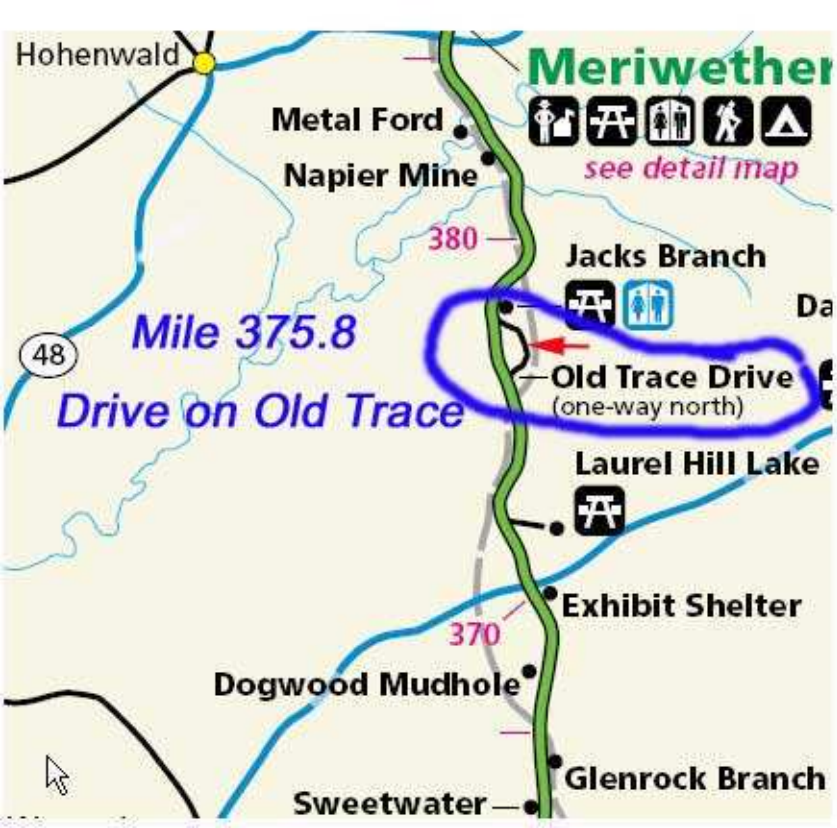 Hohenwald
Meriwether
Metal Ford
Napier Mine
see detail map
380
Jacks Branch
Da
Mile 375.8
48
Old Trace Drive
(one-way north)
Drive on Old Trace
Laurel Hill Lake
Exhibit Shelter
370
Dogwood Mudhole
Glenrock Branch
Sweetwater